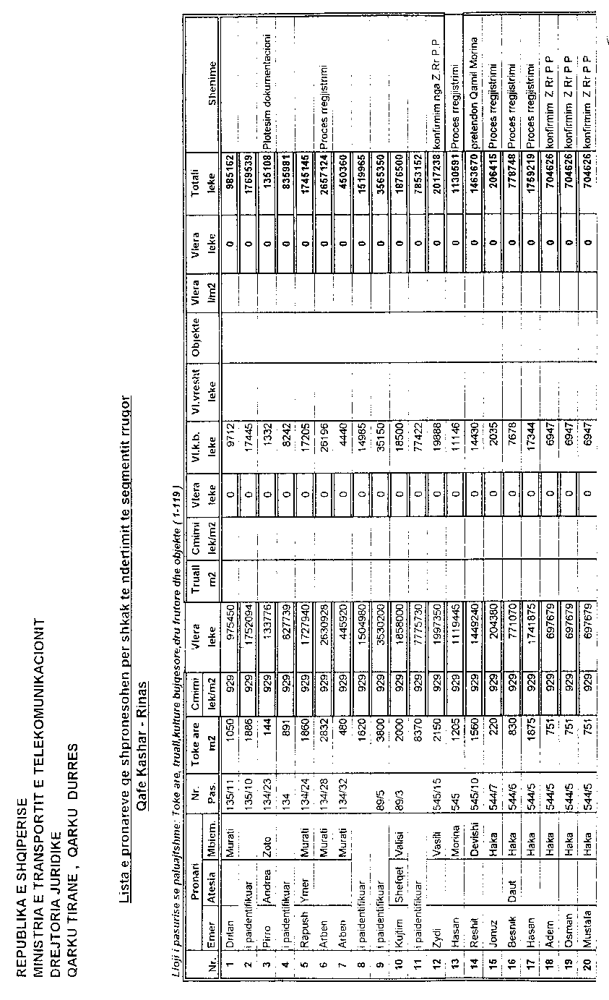 REPUBLIKA E SHQIPERISE
MINISTRIA E TRANSPORTIT E TELEKOMUNIKACIONIT
DREJTORIA JURIDIKE
QARKU TIRANE , QARKU DURRES
Lista e pronareve qe shpronesohen per shkak te ndertimit te segmentit rrugor
Qafe Kashar - Rinas
Lloji i pasurise se paluajtshme: Toke are, truall,kulture bujqesore,dru frutore dhe objekte ( 1-119 )
Pronari Nr. Toke are Cmimi Vlera Truall Cmimi Vlera Vl.k.b. Vl.vresht Objekte Vlera Vlera Totali Shenime
Nr. Emer Atesia Mbiem. Pas. m2 lek/m2 leke m2 lek/m2 leke leke leke l/m2 leke leke
1 Dritan Murati 135/11 1050 929 975450 0 9712 0 985162
2 i paidentifikuar 135/10 1886 929 1752094 0 17445 0 1769539
3 Pirro Andrea Zoto 134/23 144 929 133776 0 1332 0 135108 Plotesim dokumentacioni
4 i paidentifikuar 134 891 929 827739 0 8242 0 835981
5 Rapush Ymer Murati 134/24 1860 929 1727940 0 17205 0 1745145
6 Arben Murati 134/28 2832 929 2630928 0 26196 0 2657124 Proces rregjistrimi
7 Arben Murati 134/32 480 929 445920 0 4440 0 450360
8 i paidentifikuar 1620 929 1504980 0 14985 0 1519965
9 i paidentifikuar 89/5 3800 929 3530200 0 35150 0 3565350
10 Kujtim Shefqet Valisi 89/3 2000 929 1858000 0 18500 0 1876500
11 i paidentifikuar 8370 929 7775730 0 77422 0 7853152
12 Zydi Vasili 545/15 2150 929 1997350 0 19888 0 2017238 konfirmim nga Z.Rr P.P
13 Hasan Morina 545 1205 929 1119445 0 11146 0 1130591 Proces rregjistrimi
14 Reshit Devishi 545/10 1560 929 1449240 0 14430 0 1463670 pretendon Qamil Morina
15 Jonuz Haka 544/7 220 929 204380 0 2035 0 206415 Proces rregjistrimi
16 Besnik Daut Haka 544/6 830 929 771070 0 7678 0 778748 Proces rregjistrimi
17 Hasan Haka 544/5 1875 929 1741875 0 17344 0 1759219 Proces rregjistrimi
18 Adem Haka 544/5 751 929 697679 0 6947 0 704626 konfirmim Z Rr P P
19 Osman Haka 544/5 751 929 697679 0 6947 0 704626 konfirmim Z Rr P P
20 Mustafa Haka 544/5 751 929 697679 0 6947 0 704626 konfirmim Z Rr P P